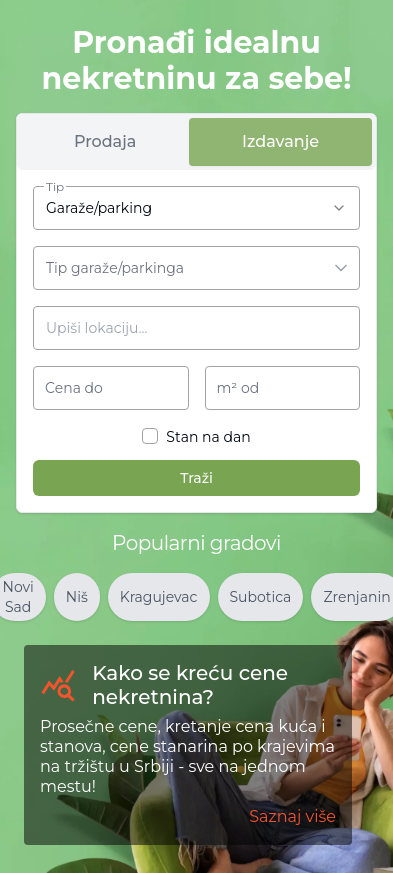 Pronađi idealnu
nekretninu za sebe!
Prodaja
Izdavanje
Tip
Garaže/parking
Tip garaže/parkinga
Upiši lokaciju...
Cena do
m² od
Stan na dan
Traži
Popularni gradovi
Novi
Sad
Niš
Kragujevac
Subotica
Zrenjanin
Kako se kreću cene
nekretnina?
Prosečne cene, kretanje cena kuća i
stanova, cene stanarina po krajevima
na tržištu u Srbiji - sve na jednom
mestu!
Saznaj više